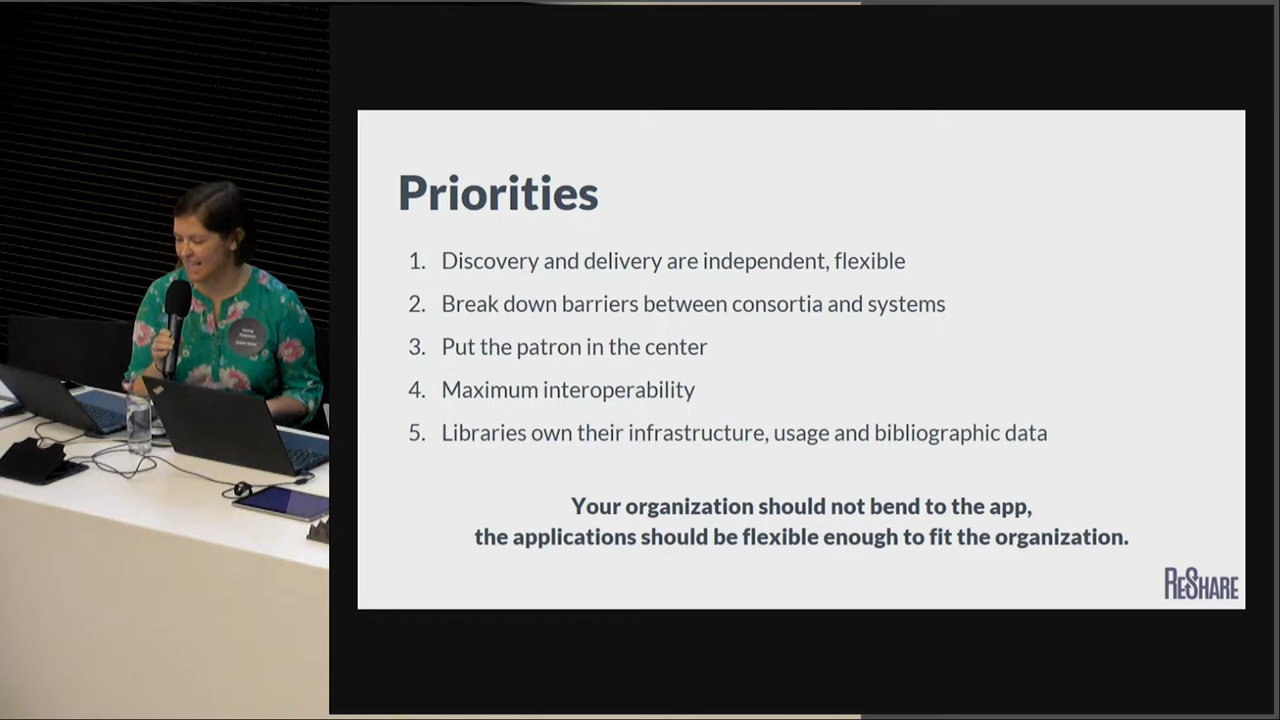 Priorities
1. Discovery and delivery are independent, flexible
2. Break down barriers between consortia and systems
3. Put the patron in the center
4. Maximum interoperability
5. Libraries own their infrastructure, usage and bibliographic data
Your organization should not bend to the app,
the applications should be flexible enough to fit the organization.
RESHARE